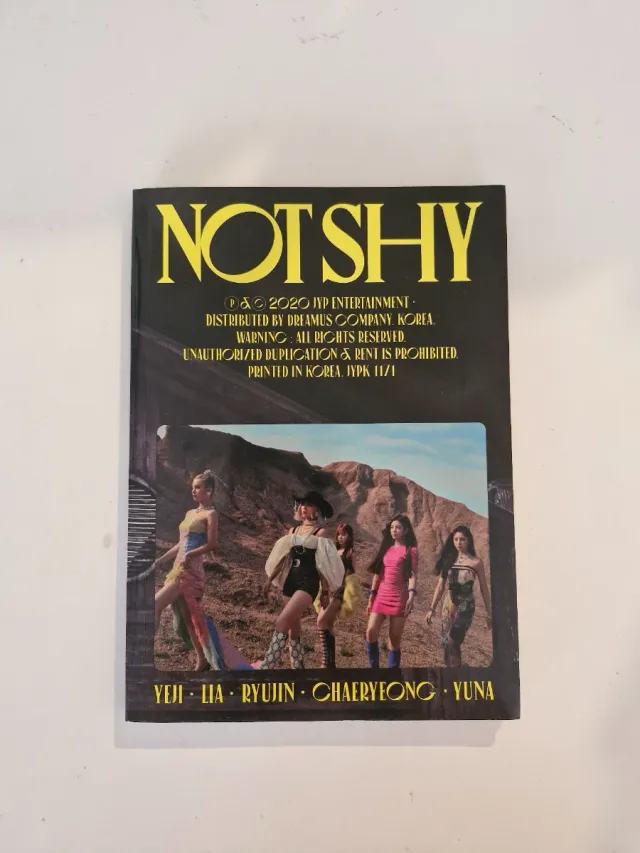 NOT SHY
Ⓟ & Ⓒ 2020 JYP ENTERTAINMENT ·
DISTRIBUTED BY DREAMUS COMPANY. KOREA.
WARNING : ALL RIGHTS RESERVED.
UNAUTHORIZED DUPLICATION & RENT IS PROHIBITED.
PRINTED IN KOREA. JYPK 1171
YEJI · LIA · RYUJIN · CHAERYEONG · YUNA